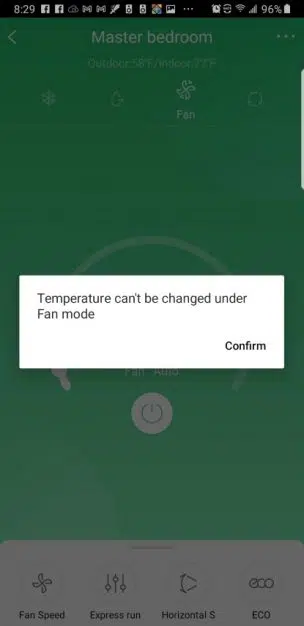 8:29
96%
Master bedroom
Outdoor:58°F/Indoor:77°F
Fan
Temperature can't be changed under
Fan mode
Confirm
Fan Auto
Fan Speed
Express run
Horizontal S
ECO